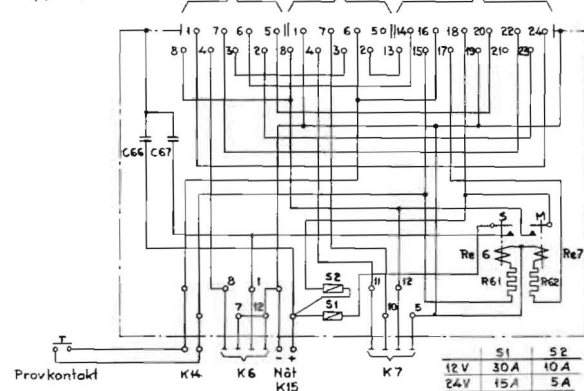 1 7 6 5 1 7 6 5 14 16 18 20 22 24
8 4 3 2 8 4 3 2 13 15 17 19 21 23
C66 C67
S M
Re 6 Re7
R61 R62
8 1 S2 11 12
7 12 S1 10 5
- +
Provkontakt K14 K6 Nät K7
K15
S1 S2
12V 30A 10A
24V 15A 5A